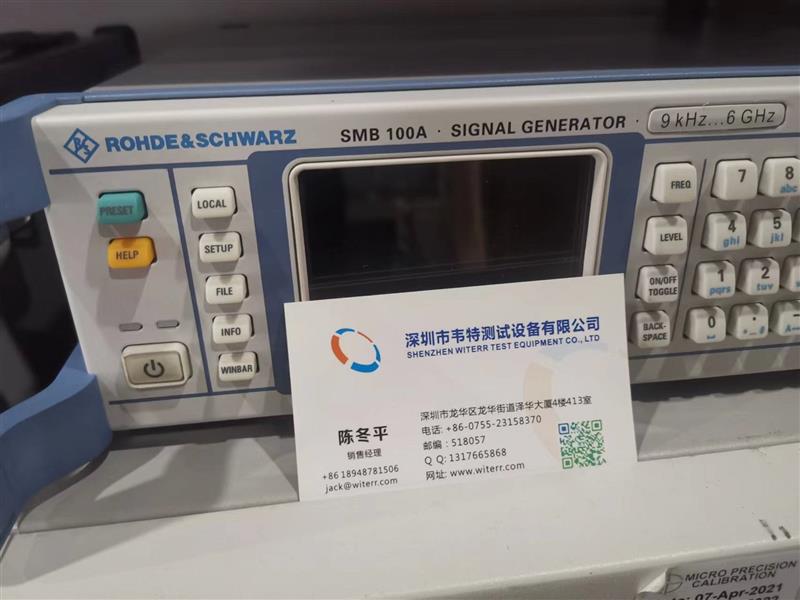 R&S
ROHDE&SCHWARZ
SMB 100A · SIGNAL GENERATOR ·
9 kHz...6 GHz
PRESET
HELP
LOCAL
SETUP
FILE
INFO
WINBAR
FREQ
LEVEL
ON/OFF
TOGGLE
BACK-
SPACE
7
8
abc
4
ghi
5
jkl
1
pqrs
2
tuv
0
.
深圳市韦特测试设备有限公司
SHENZHEN WITERR TEST EQUIPMENT CO., LTD
陈冬平
销售经理
+86 18948781506
jack@witerr.com
深圳市龙华区龙华街道泽华大厦4楼413室
电话: +86-0755-23158370
邮编: 518057
Q Q: 1317665868
网址: www.witerr.com
MICRO PRECISION
CALIBRATION
07-Apr-2021